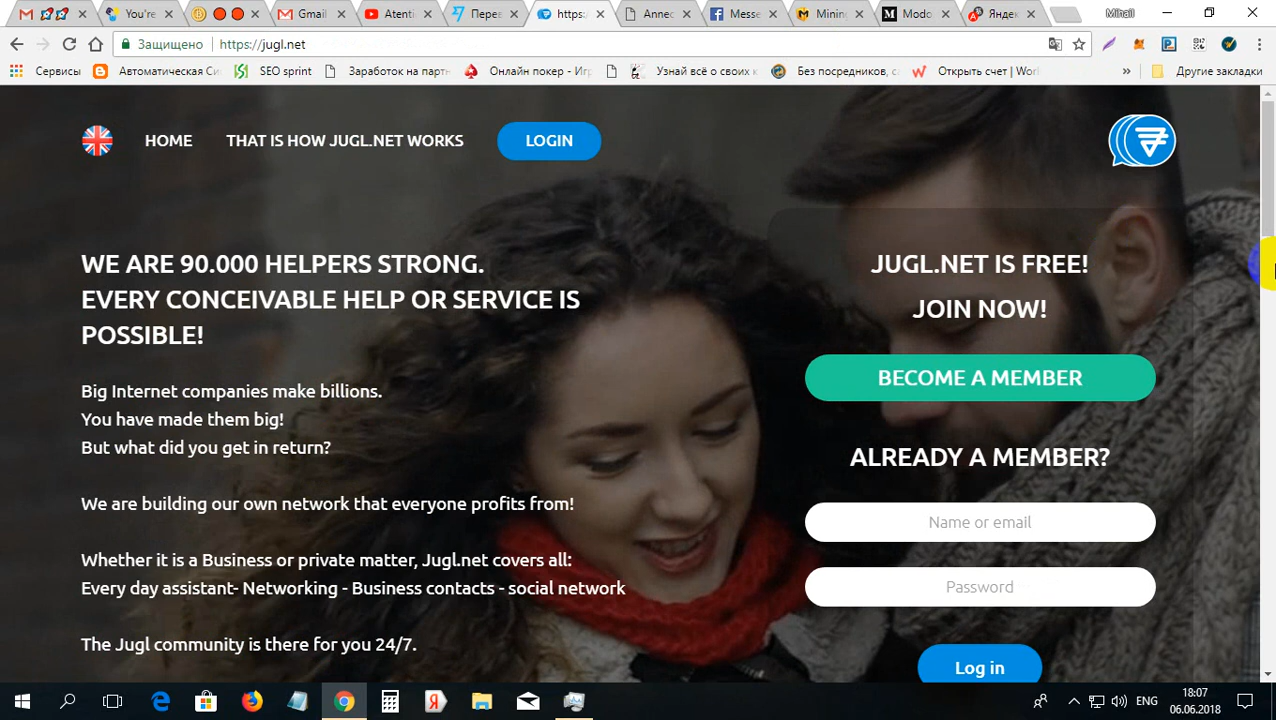 You're
Gmail
Atenti
Перев
https:
Annec
Messe
Mining
Modo
Яндек
Mihail
Защищено
https://jugl.net
Сервисы
Автоматическая Си
SEO sprint
Заработок на партн
Онлайн покер - Игр
Узнай всё о своих к
Без посредников, са
Открыть счет | Worl
»
Другие закладки
HOME
THAT IS HOW JUGL.NET WORKS
LOGIN
WE ARE 90.000 HELPERS STRONG.
EVERY CONCEIVABLE HELP OR SERVICE IS
POSSIBLE!
Big Internet companies make billions.
You have made them big!
But what did you get in return?
We are building our own network that everyone profits from!
Whether it is a Business or private matter, Jugl.net covers all:
Every day assistant- Networking - Business contacts - social network
The Jugl community is there for you 24/7.
JUGL.NET IS FREE!
JOIN NOW!
BECOME A MEMBER
ALREADY A MEMBER?
Name or email
Password
Log in
ENG
18:07
06.06.2018